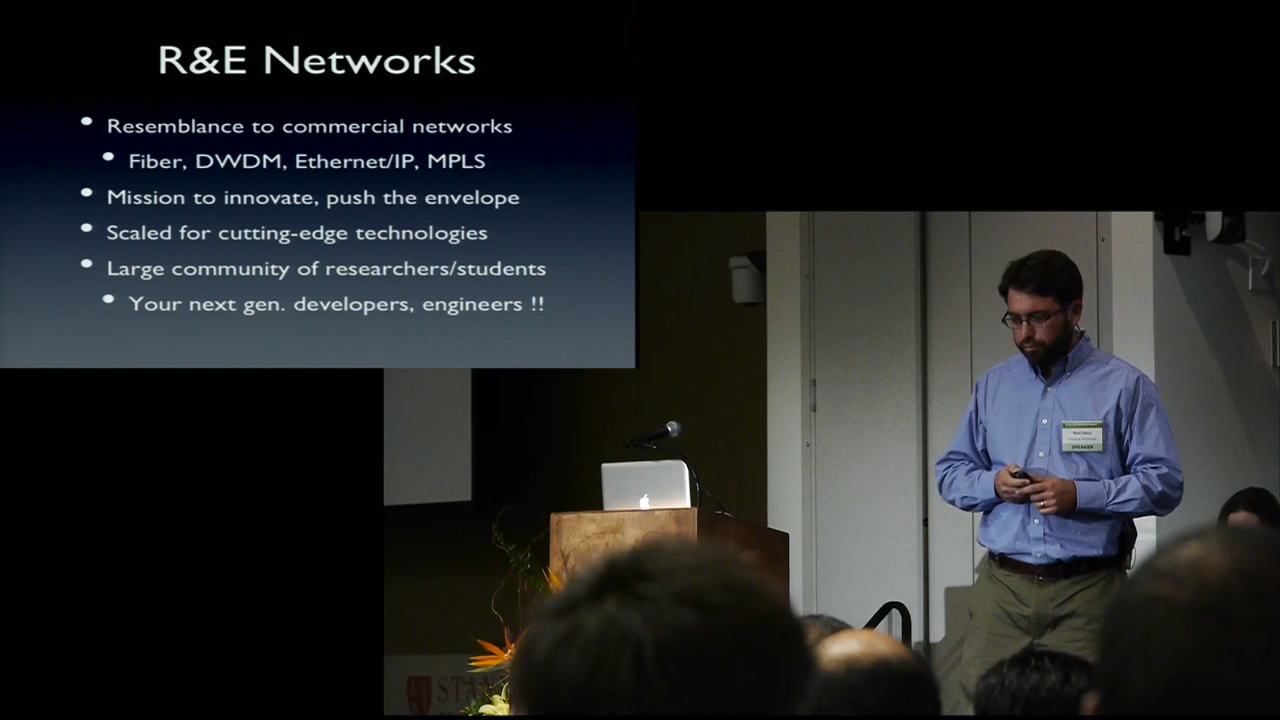 R&E Networks
• Resemblance to commercial networks
• Fiber, DWDM, Ethernet/IP, MPLS
• Mission to innovate, push the envelope
• Scaled for cutting-edge technologies
• Large community of researchers/students
• Your next gen. developers, engineers !!
SPEAKER